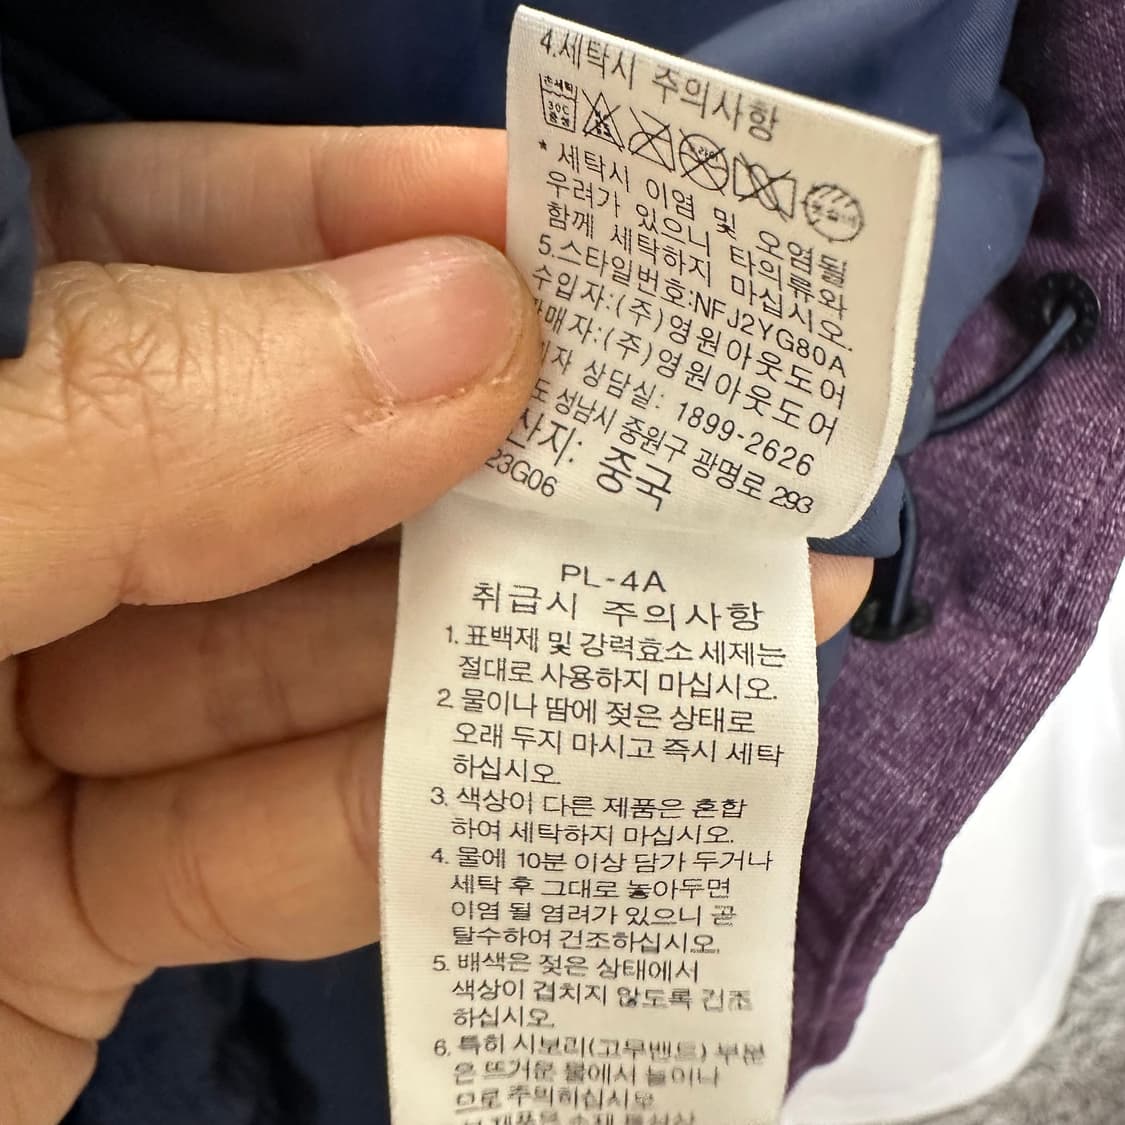 4.세탁시 주의사항
손세탁
30C
중성
드라이
* 세탁시 이염 및 오염될
우려가 있으니 타의류와
함께 세탁하지 마십시오.
5.스타일번호:NFJ2YG80A
수입자:(주)영원아웃도어
판매자:(주)영원아웃도어
자 상담실: 1899-2626
도 성남시 중원구 광명로 293
산지: 중국
23G06
PL-4A
취급시 주의사항
1. 표백제 및 강력효소 세제는
절대로 사용하지 마십시오.
2. 물이나 땀에 젖은 상태로
오래 두지 마시고 즉시 세탁
하십시오.
3. 색상이 다른 제품은 혼합
하여 세탁하지 마십시오.
4. 물에 10분 이상 담가 두거나
세탁 후 그대로 놓아두면
이염 될 염려가 있으니 곧
탈수하여 건조하십시오.
5. 배색은 젖은 상태에서
색상이 겹치지 않도록 건조
하십시오.
6. 특히 시보리(고무밴드) 부분
은 뜨거운 물에서 늘어나
므로 주의하십시오